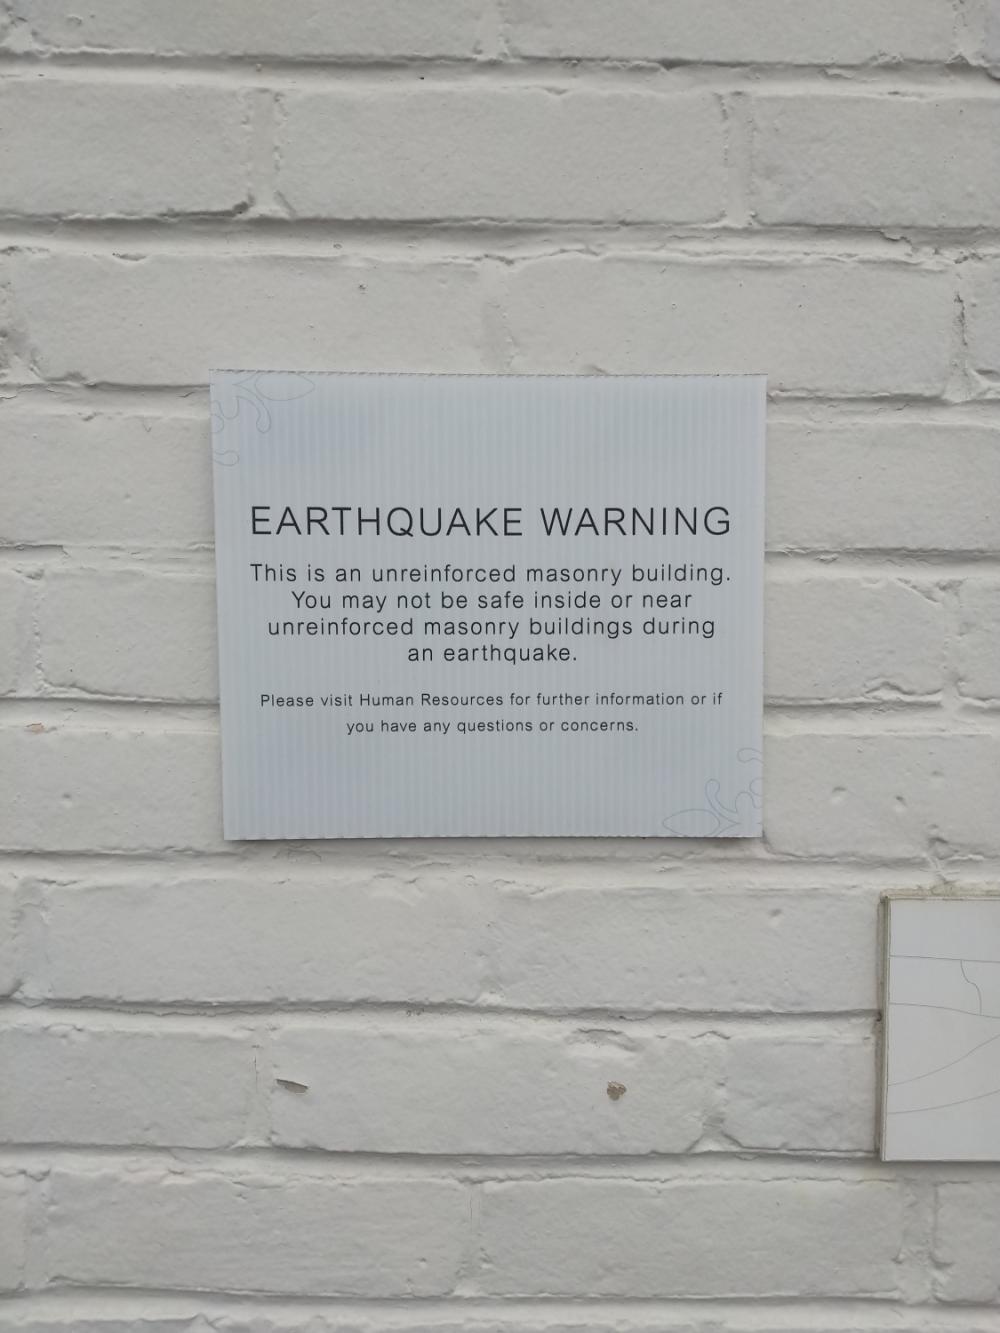 EARTHQUAKE WARNING
This is an unreinforced masonry building.
You may not be safe inside or near
unreinforced masonry buildings during
an earthquake.
Please visit Human Resources for further information or if
you have any questions or concerns.